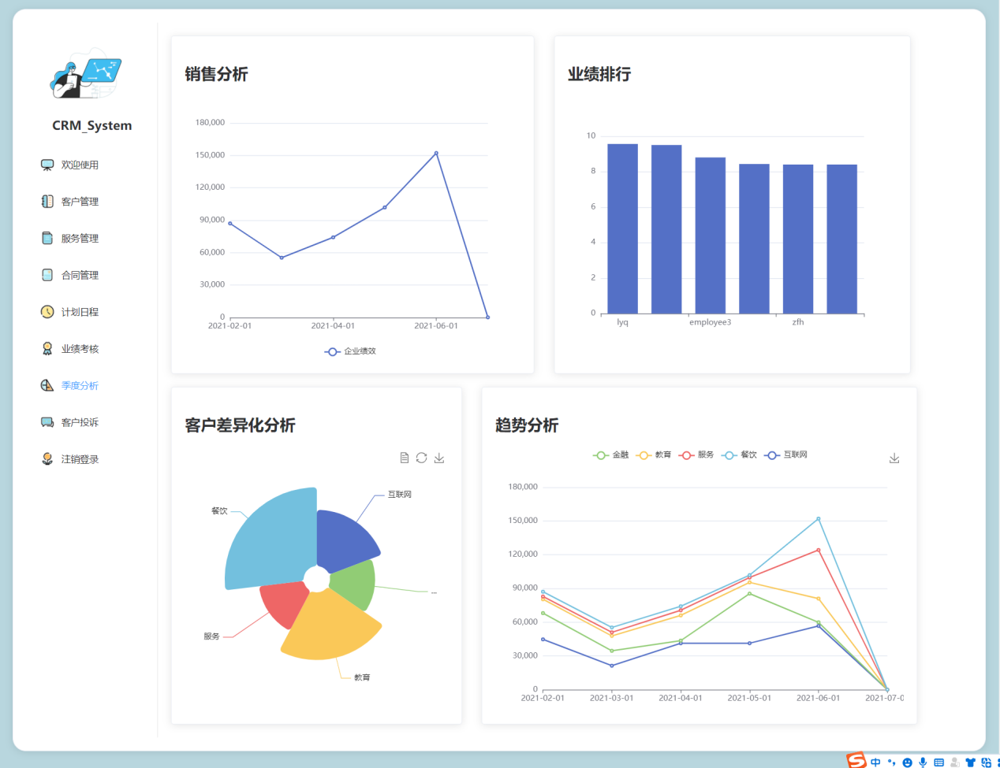 CRM_System
欢迎使用
客户管理
服务管理
合同管理
计划日程
业绩考核
季度分析
客户投诉
注销登录
销售分析
180,000
150,000
120,000
90,000
60,000
30,000
0
2021-02-01 2021-04-01 2021-06-01
企业绩效
业绩排行
10
8
6
4
2
0
lyq employee3 zfh
客户差异化分析
互联网
餐饮
...
服务
教育
趋势分析
金融 教育 服务 餐饮 互联网
180,000
150,000
120,000
90,000
60,000
30,000
0
2021-02-01 2021-03-01 2021-04-01 2021-05-01 2021-06-01 2021-07-0
S 中